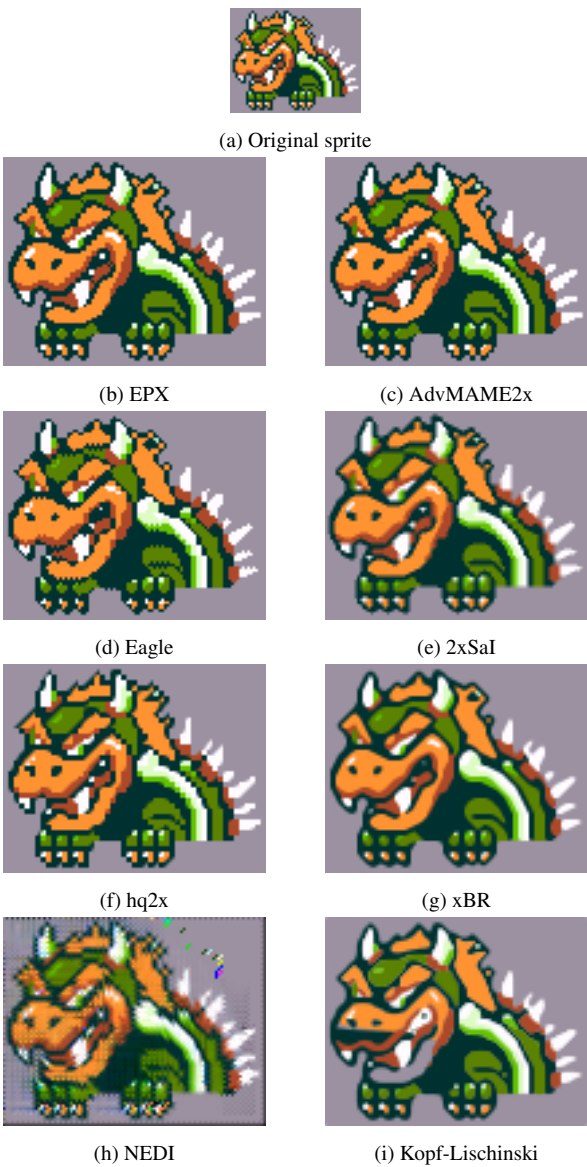 (a) Original sprite
(b) EPX
(c) AdvMAME2x
(d) Eagle
(e) 2xSaI
(f) hq2x
(g) xBR
(h) NEDI
(i) Kopf-Lischinski